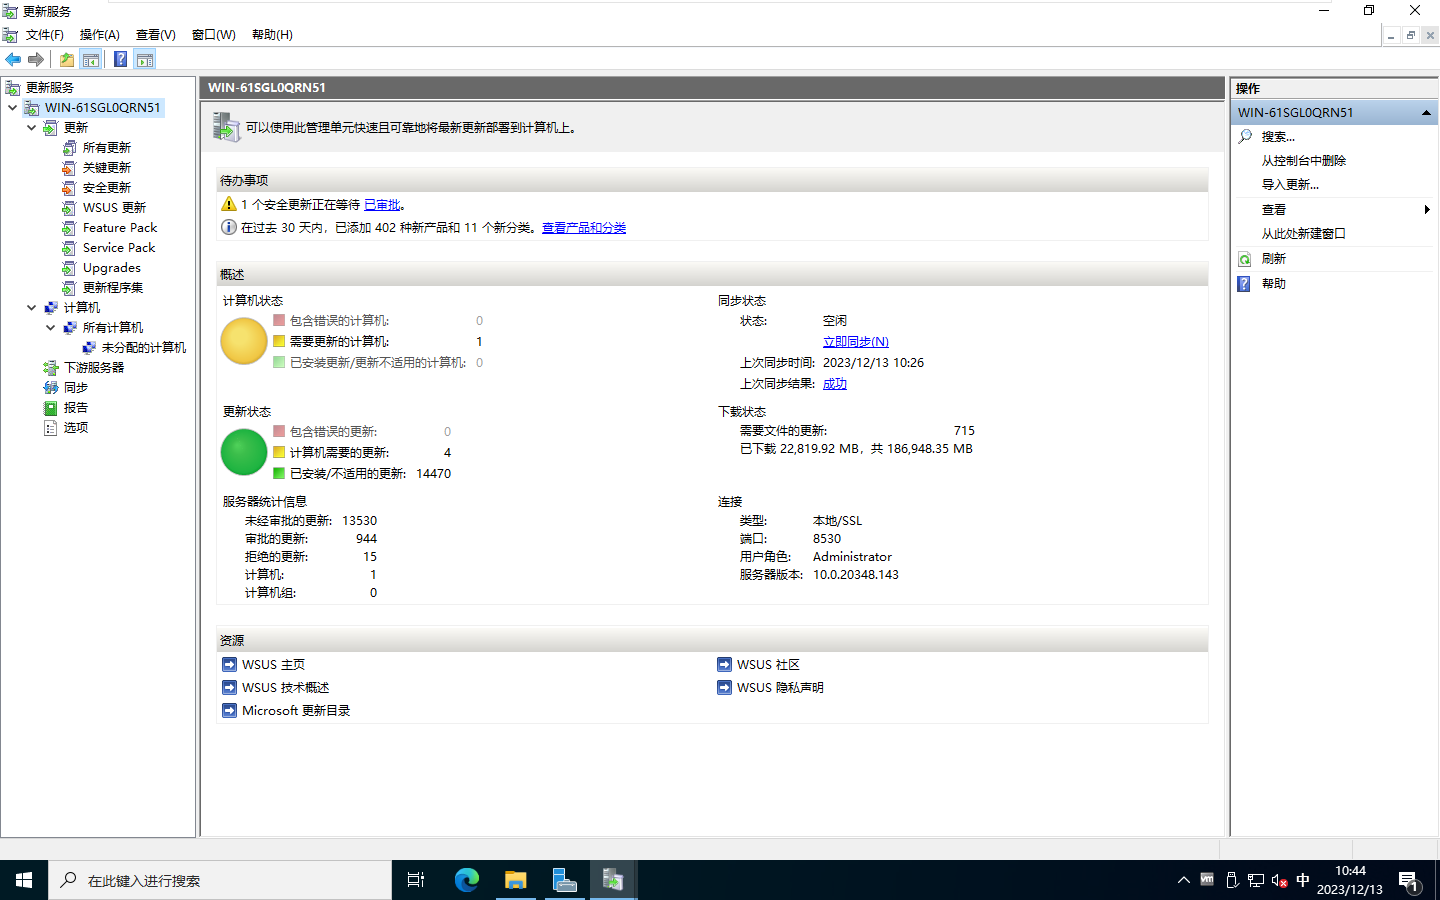 更新服务
文件(F) 操作(A) 查看(V) 窗口(W) 帮助(H)
更新服务
WIN-61SGL0QRN51
更新
所有更新
关键更新
安全更新
WSUS 更新
Feature Pack
Service Pack
Upgrades
更新程序集
计算机
所有计算机
未分配的计算机
下游服务器
同步
报告
选项
WIN-61SGL0QRN51
可以使用此管理单元快速且可靠地将最新更新部署到计算机上。
待办事项
1 个安全更新正在等待 已审批。
在过去 30 天内，已添加 402 种新产品和 11 个新分类。 查看产品和分类
概述
计算机状态
包含错误的计算机: 0
需要更新的计算机: 1
已安装更新/更新不适用的计算机: 0
同步状态
状态: 空闲
立即同步(N)
上次同步时间: 2023/12/13 10:26
上次同步结果: 成功
更新状态
包含错误的更新: 0
计算机需要的更新: 4
已安装/不适用的更新: 14470
下载状态
需要文件的更新: 715
已下载 22,819.92 MB，共 186,948.35 MB
服务器统计信息
未经审批的更新: 13530
审批的更新: 944
拒绝的更新: 15
计算机: 1
计算机组: 0
连接
类型: 本地/SSL
端口: 8530
用户角色: Administrator
服务器版本: 10.0.20348.143
资源
WSUS 主页
WSUS 技术概述
Microsoft 更新目录
WSUS 社区
WSUS 隐私声明
操作
WIN-61SGL0QRN51
搜索...
从控制台中删除
导入更新...
查看
从此处新建窗口
刷新
帮助
在此键入进行搜索
vm
中
10:44
2023/12/13
1